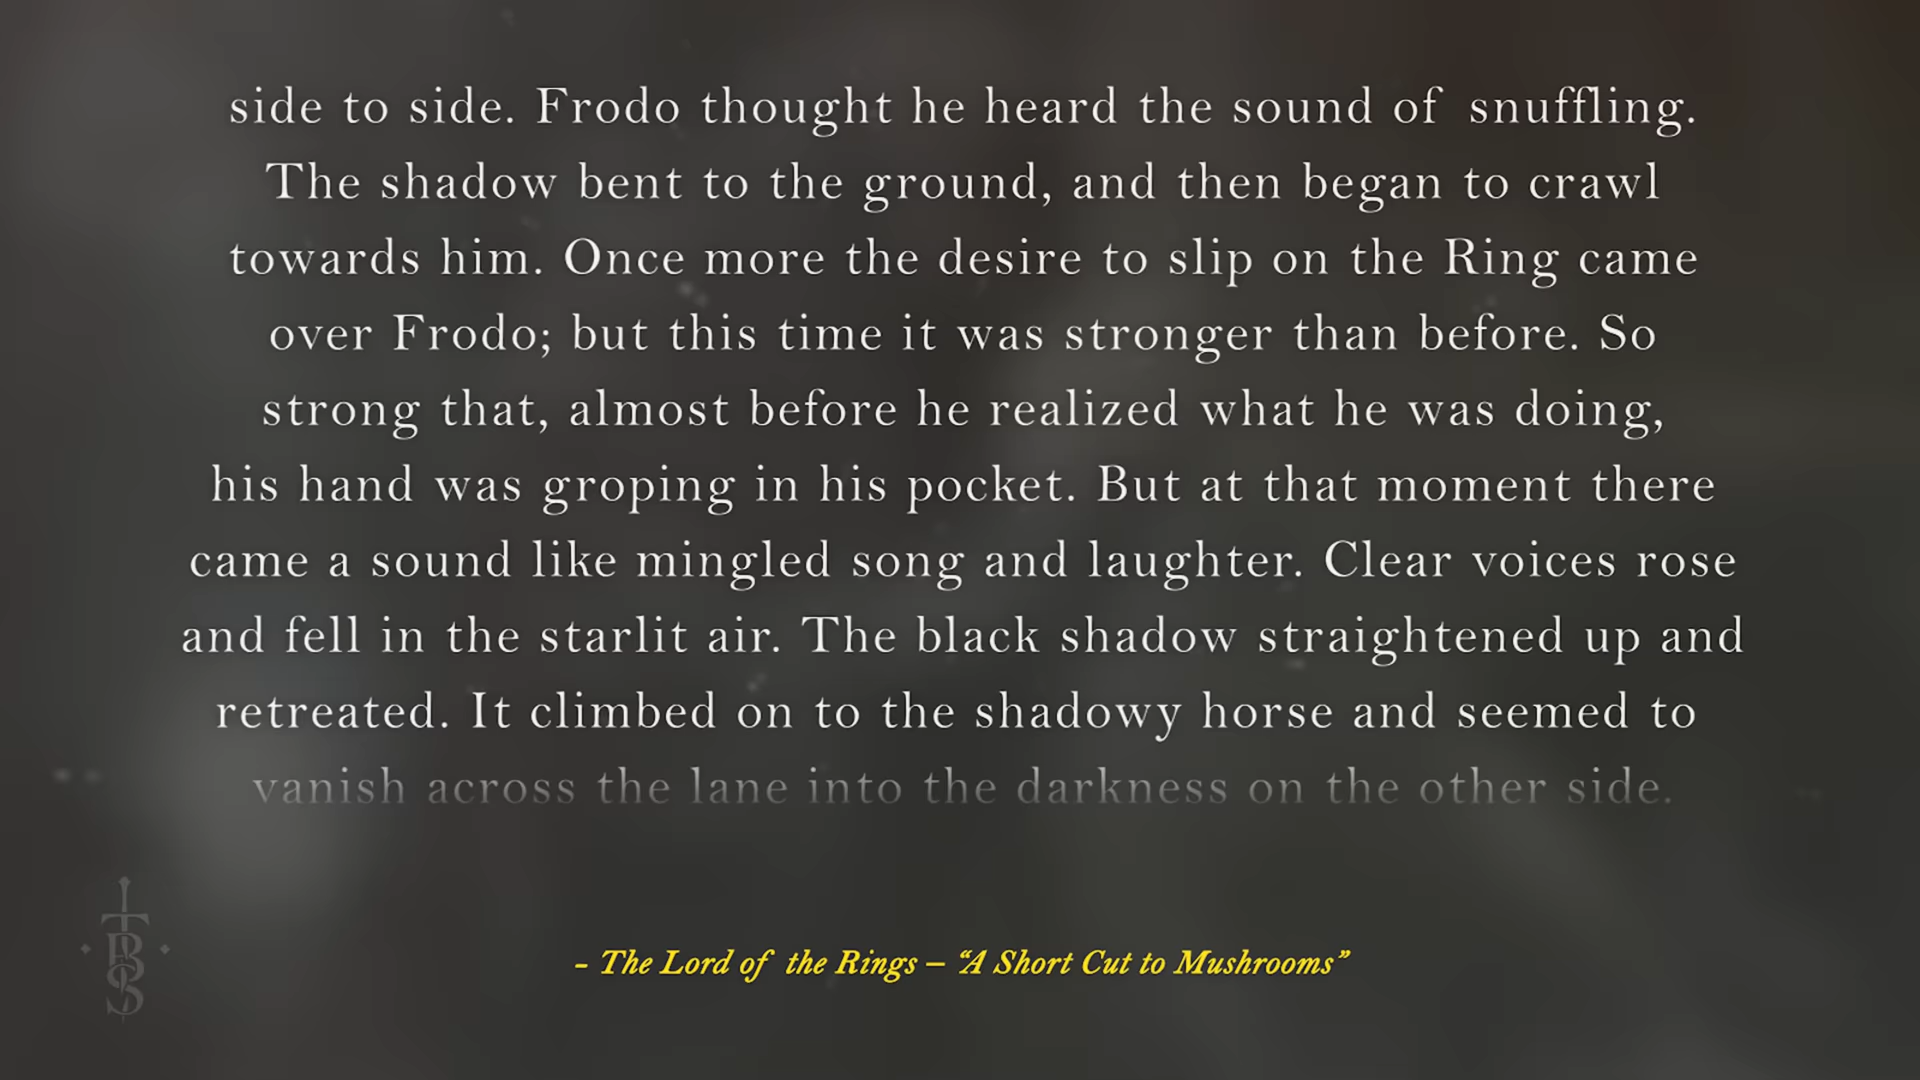 side to side. Frodo thought he heard the sound of snuffling.
The shadow bent to the ground, and then began to crawl
towards him. Once more the desire to slip on the Ring came
over Frodo; but this time it was stronger than before. So
strong that, almost before he realized what he was doing,
his hand was groping in his pocket. But at that moment there
came a sound like mingled song and laughter. Clear voices rose
and fell in the starlit air. The black shadow straightened up and
retreated. It climbed on to the shadowy horse and seemed to
vanish across the lane into the darkness on the other side.
TBS
- The Lord of the Rings – “A Short Cut to Mushrooms”